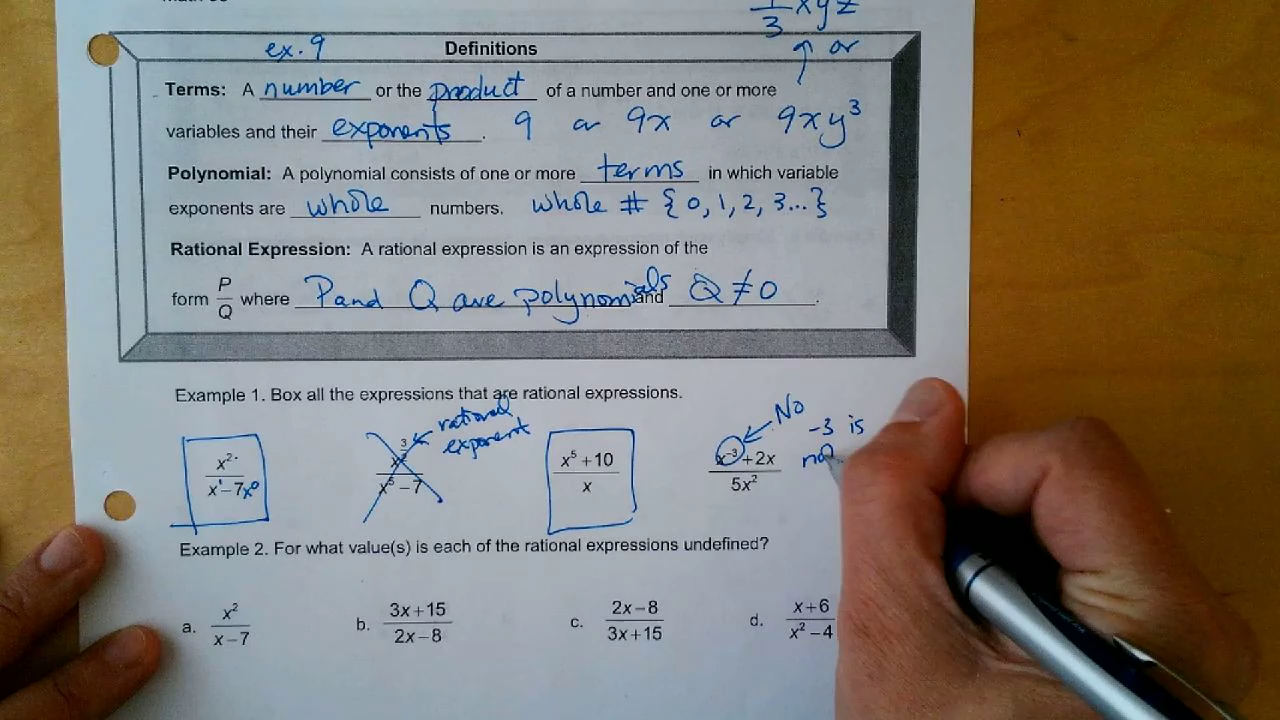 1/3 xyz
ex. 9 Definitions ↑ or
Terms: A number or the product of a number and one or more
variables and their exponents. 9 or 9x or 9xy³
Polynomial: A polynomial consists of one or more terms in which variable
exponents are whole numbers. whole # {0, 1, 2, 3...}
Rational Expression: A rational expression is an expression of the
form P/Q where P and Q are polynomials and Q ≠ 0.
Example 1. Box all the expressions that are rational expressions.
← rational exponent
← No -3 is
x²/(x¹-7x⁰) (x⁵+10)/x (x⁻³+2x)/(5x²)
Example 2. For what value(s) is each of the rational expressions undefined?
a. x²/(x-7) b. (3x+15)/(2x-8) c. (2x-8)/(3x+15) d. (x+6)/(x²-4)